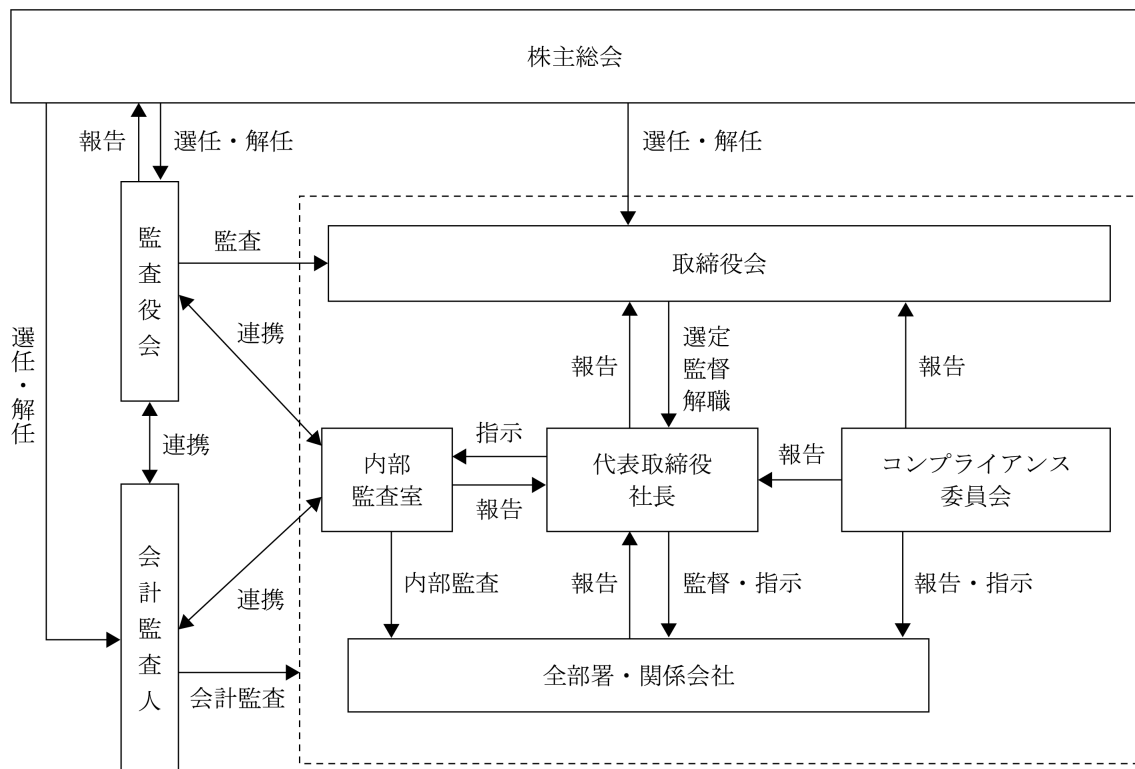 株主総会
報告
選任・解任
選任・解任
監査役会
監査
取締役会
連携
選任・解任
報告
選定
監督
解職
報告
連携
指示
報告
内部
監査室
代表取締役
社長
報告
コンプライアンス
委員会
会計監査人
連携
内部監査
報告
監督・指示
報告・指示
会計監査
全部署・関係会社